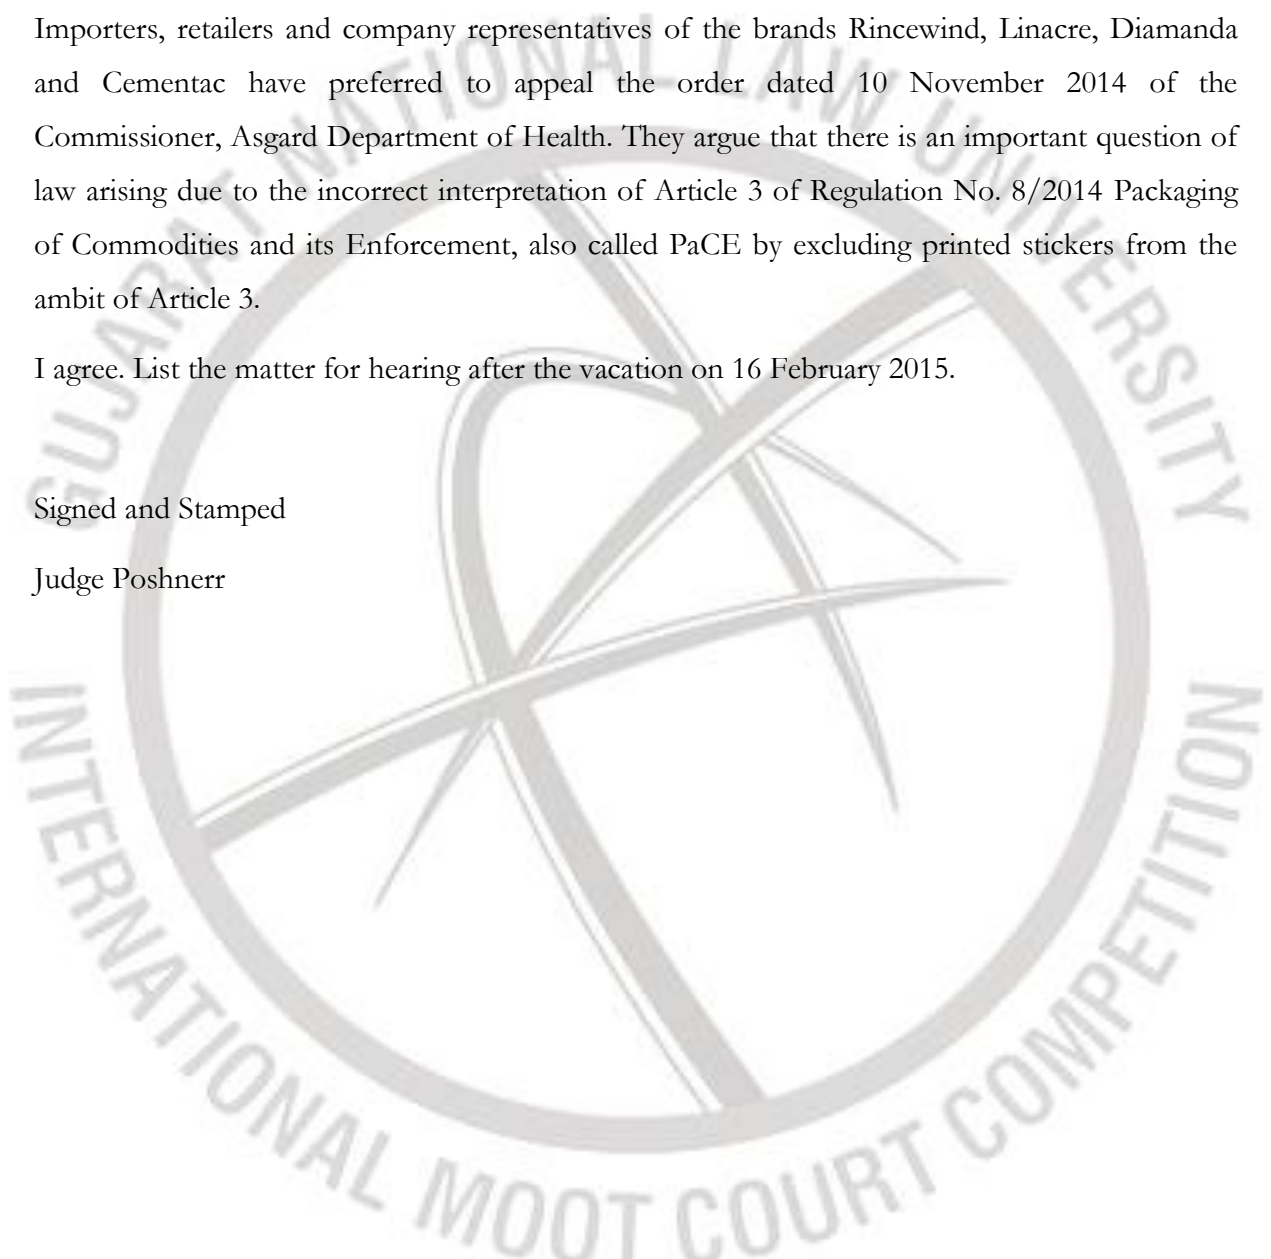 Importers, retailers and company representatives of the brands Rincewind, Linacre, Diamanda
and Cementac have preferred to appeal the order dated 10 November 2014 of the
Commissioner, Asgard Department of Health. They argue that there is an important question of
law arising due to the incorrect interpretation of Article 3 of Regulation No. 8/2014 Packaging
of Commodities and its Enforcement, also called PaCE by excluding printed stickers from the
ambit of Article 3.
I agree. List the matter for hearing after the vacation on 16 February 2015.
Signed and Stamped
Judge Poshnerr
GUJARAT NATIONAL LAW UNIVERSITY
INTERNATIONAL MOOT COURT COMPETITION